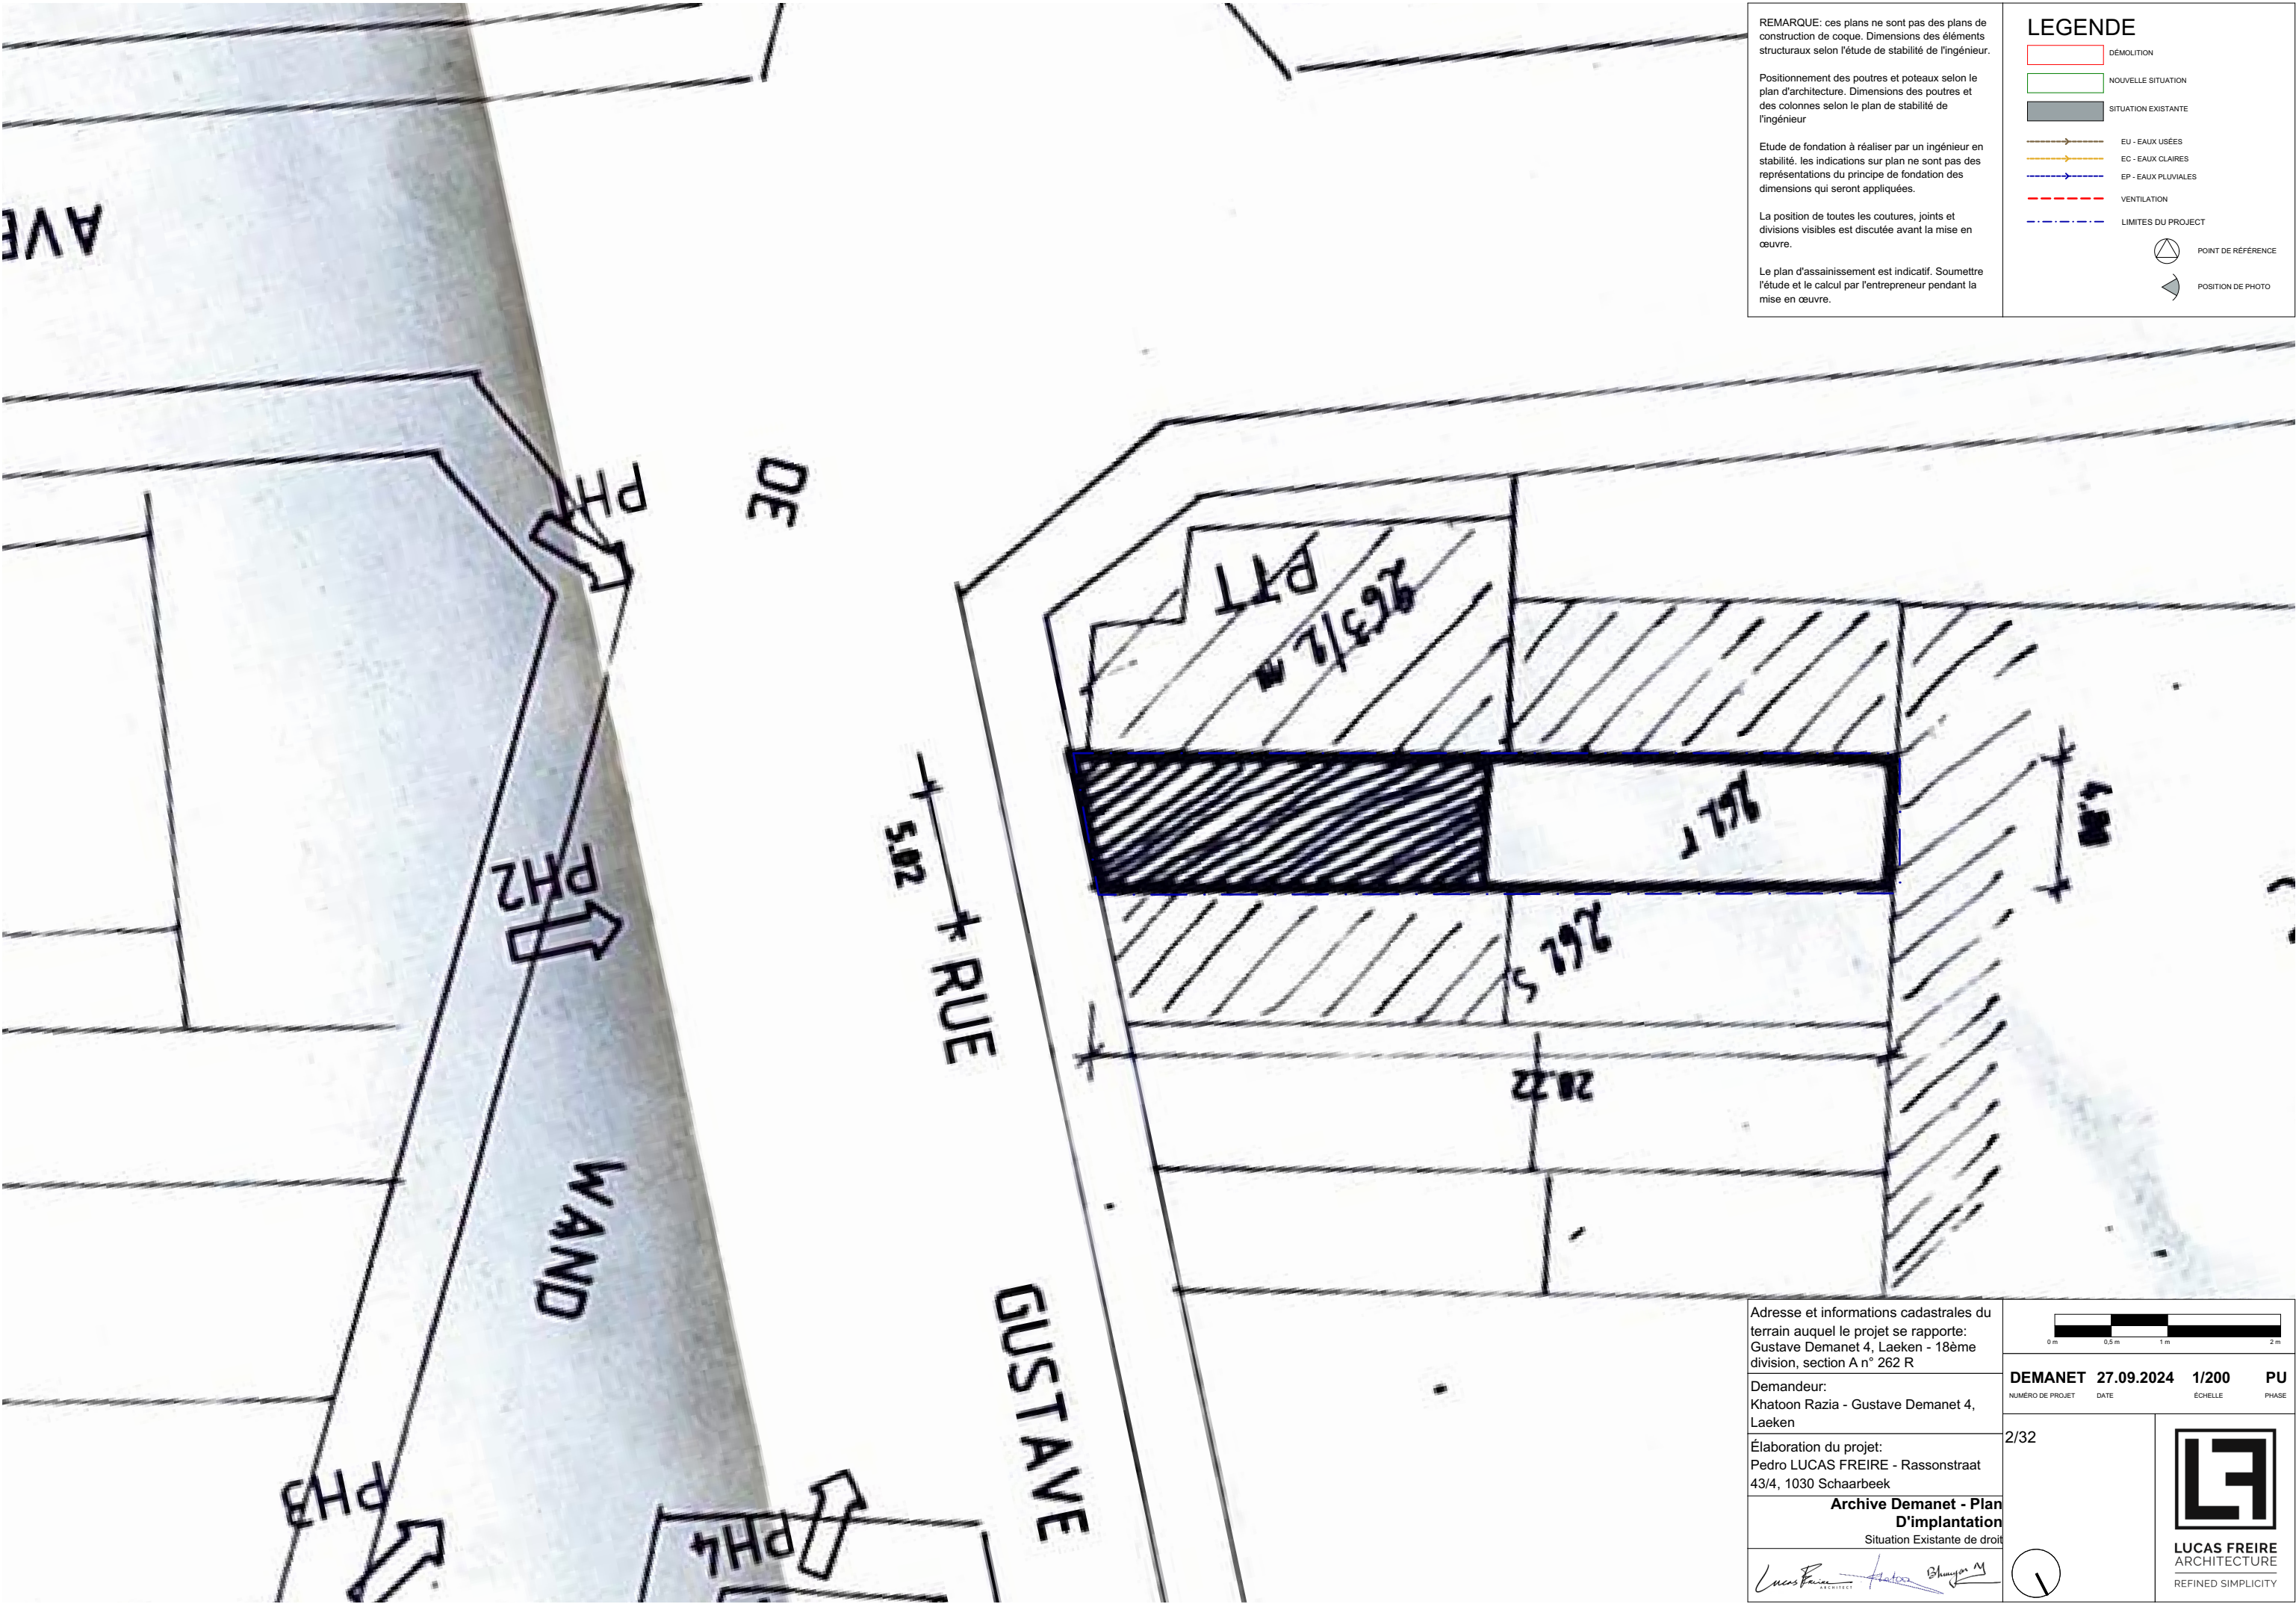 REMARQUE: ces plans ne sont pas des plans de
construction de coque. Dimensions des éléments
structuraux selon l'étude de stabilité de l'ingénieur.
Positionnement des poutres et poteaux selon le
plan d'architecture. Dimensions des poutres et
des colonnes selon le plan de stabilité de
l'ingénieur
Etude de fondation à réaliser par un ingénieur en
stabilité. les indications sur plan ne sont pas des
représentations du principe de fondation des
dimensions qui seront appliquées.
La position de toutes les coutures, joints et
divisions visibles est discutée avant la mise en
œuvre.
Le plan d'assainissement est indicatif. Soumettre
l'étude et le calcul par l'entrepreneur pendant la
mise en œuvre.
LEGENDE
DÉMOLITION
NOUVELLE SITUATION
SITUATION EXISTANTE
EU - EAUX USÉES
EC - EAUX CLAIRES
EP - EAUX PLUVIALES
VENTILATION
LIMITES DU PROJECT
POINT DE RÉFÉRENCE
POSITION DE PHOTO
AVE
DE
WAND
RUE
GUSTAVE
PH2
PH3
PH4
PTT
5.02
262 r
262 S
20.22
Adresse et informations cadastrales du
terrain auquel le projet se rapporte:
Gustave Demanet 4, Laeken - 18ème
division, section A n° 262 R
Demandeur:
Khatoon Razia - Gustave Demanet 4,
Laeken
Élaboration du projet:
Pedro LUCAS FREIRE - Rassonstraat
43/4, 1030 Schaarbeek
Archive Demanet - Plan
D'implantation
Situation Existante de droit
Lucas Freire
ARCHITECT
0 m 0,5 m 1 m 2 m
DEMANET 27.09.2024 1/200 PU
NUMÉRO DE PROJET DATE ÉCHELLE PHASE
2/32
LF
LUCAS FREIRE
ARCHITECTURE
REFINED SIMPLICITY